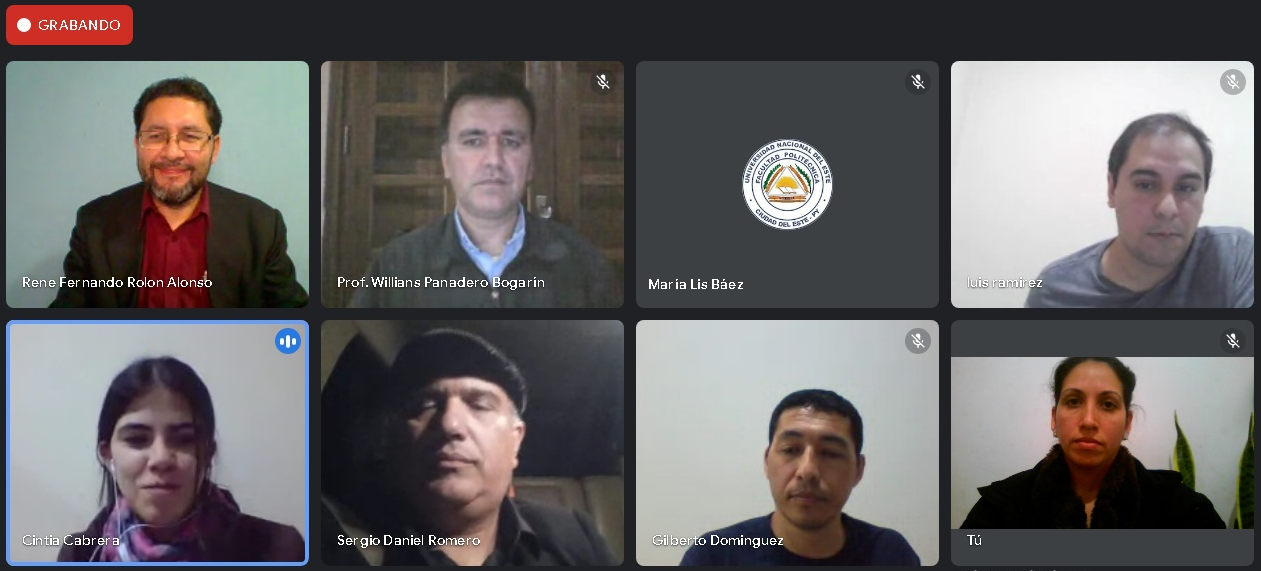 GRABANDO
Rene Fernando Rolon Alonso
Prof. Willians Panadero Bogarín
UNIVERSIDAD NACIONAL DEL ESTE
FACULTAD POLITÉCNICA
CIUDAD DEL ESTE - PY
María Lis Báez
luis ramirez
Cintia Cabrera
Sergio Daniel Romero
Gilberto Dominguez
Tú